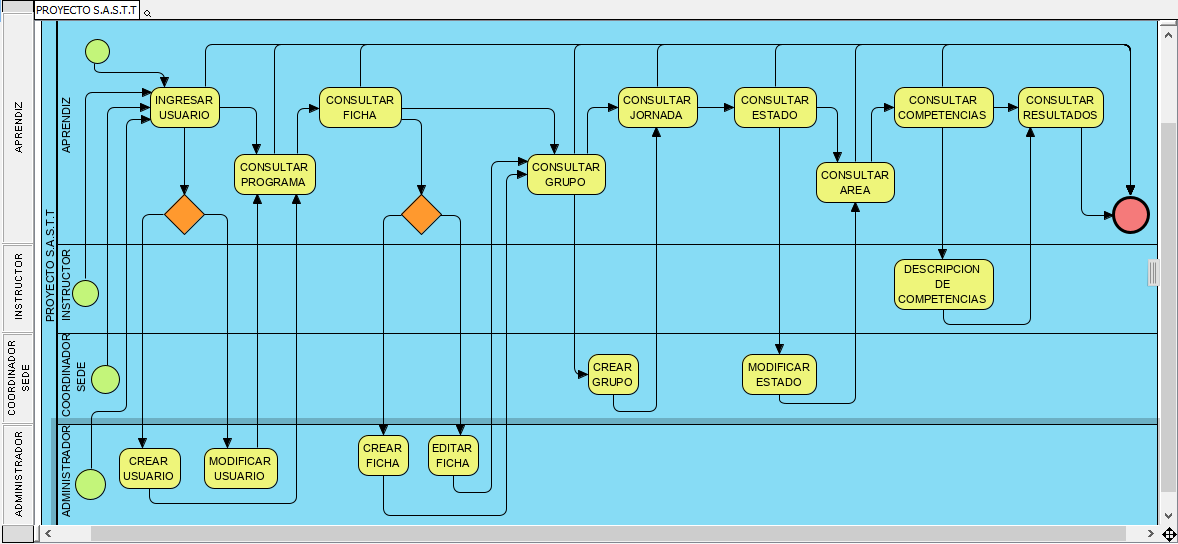 PROYECTO S.A.S.T.T
APRENDIZ
INSTRUCTOR
COORDINADOR
SEDE
ADMINISTRADOR
PROYECTO S.A.S.T.T
APRENDIZ
INGRESAR
USUARIO
CONSULTAR
PROGRAMA
CONSULTAR
FICHA
CONSULTAR
GRUPO
CONSULTAR
JORNADA
CONSULTAR
ESTADO
CONSULTAR
AREA
CONSULTAR
COMPETENCIAS
CONSULTAR
RESULTADOS
INSTRUCTOR
DESCRIPCION
DE
COMPETENCIAS
COORDINADOR
SEDE
CREAR
GRUPO
MODIFICAR
ESTADO
ADMINISTRADOR
CREAR
USUARIO
MODIFICAR
USUARIO
CREAR
FICHA
EDITAR
FICHA